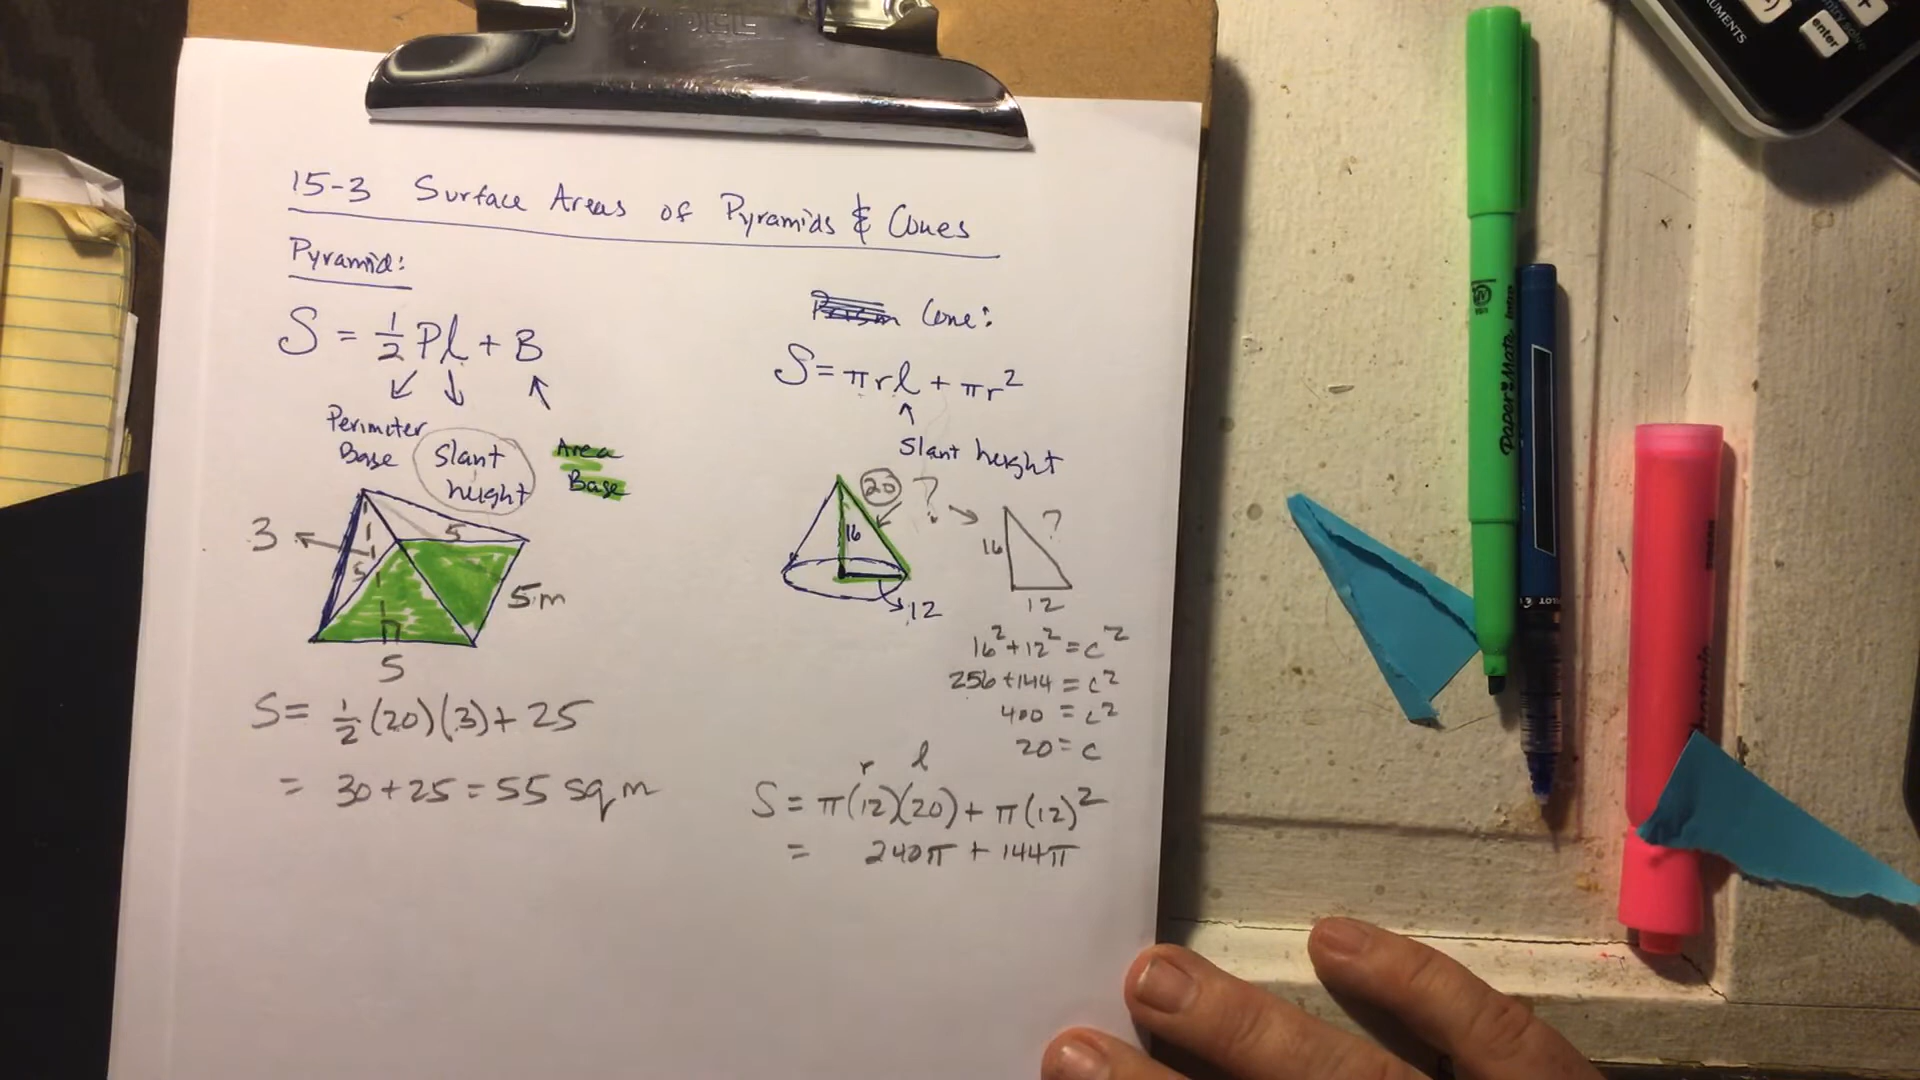 15-3 Surface Areas of Pyramids & Cones
Pyramid:
S = 1/2 Pl + B
Perimeter
Base
Slant
height
Area
Base
3
5
5
5m
5
S = 1/2 (20)(3) + 25
= 30 + 25 = 55 sq m
Cone:
S = πrl + πr²
Slant height
20 ?
16
12
16
?
12
16² + 12² = c²
256 + 144 = c²
400 = c²
20 = c
r l
S = π(12)(20) + π(12)²
= 240π + 144π
Paper Mate
enter
entry solve